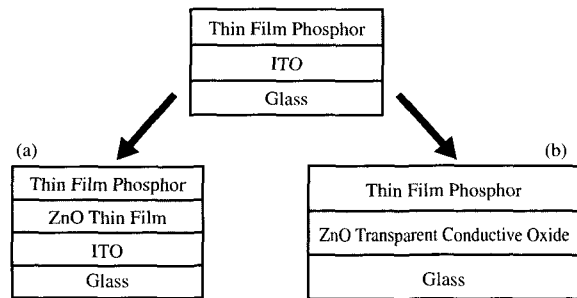 Thin Film Phosphor
ITO
Glass
(a)
(b)
Thin Film Phosphor
ZnO Thin Film
ITO
Glass
Thin Film Phosphor
ZnO Transparent Conductive Oxide
Glass